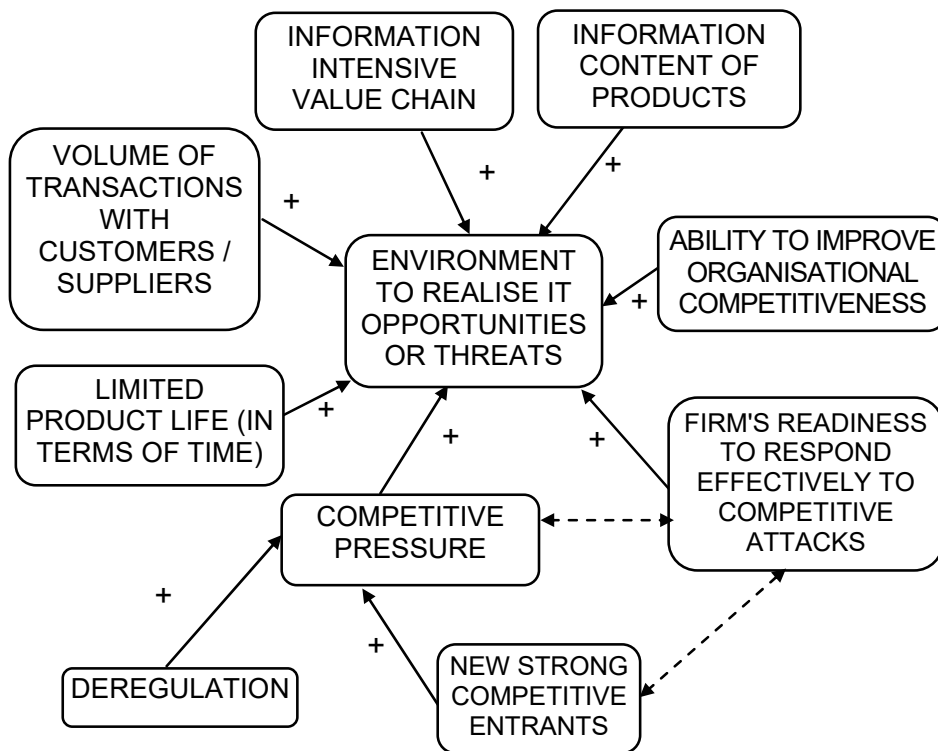 INFORMATION
INTENSIVE
VALUE CHAIN
INFORMATION
CONTENT OF
PRODUCTS
VOLUME OF
TRANSACTIONS
WITH
CUSTOMERS /
SUPPLIERS
+
+
+
ENVIRONMENT
TO REALISE IT
OPPORTUNITIES
OR THREATS
ABILITY TO IMPROVE
ORGANISATIONAL
COMPETITIVENESS
+
LIMITED
PRODUCT LIFE (IN
TERMS OF TIME)
+
+
+
FIRM'S READINESS
TO RESPOND
EFFECTIVELY TO
COMPETITIVE
ATTACKS
COMPETITIVE
PRESSURE
+
+
DEREGULATION
NEW STRONG
COMPETITIVE
ENTRANTS